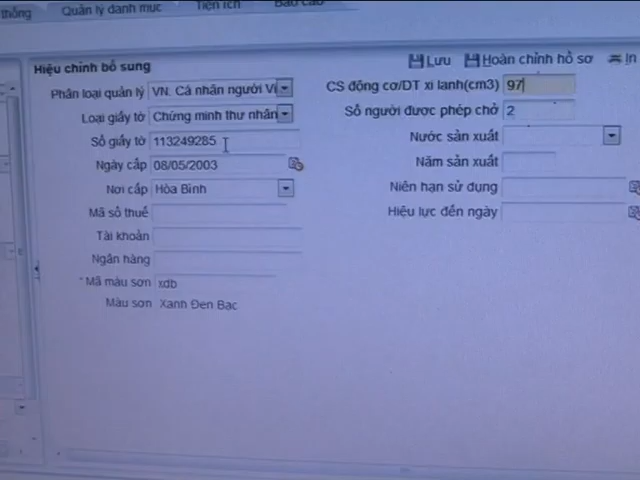 thống Quản lý danh mục Tiện ích Báo cáo
Lưu Hoàn chỉnh hồ sơ In
Hiệu chỉnh bổ sung
Phân loại quản lý VN. Cá nhân người Vi
CS động cơ/DT xi lanh(cm3) 97
Loại giấy tờ Chứng minh thư nhân
Số người được phép chở 2
Số giấy tờ 113249285
Nước sản xuất
Ngày cấp 08/05/2003
Năm sản xuất
Nơi cấp Hòa Bình
Niên hạn sử dụng
Mã số thuế
Hiệu lực đến ngày
Tài khoản
Ngân hàng
* Mã màu sơn xdb
Màu sơn Xanh Đen Bạc